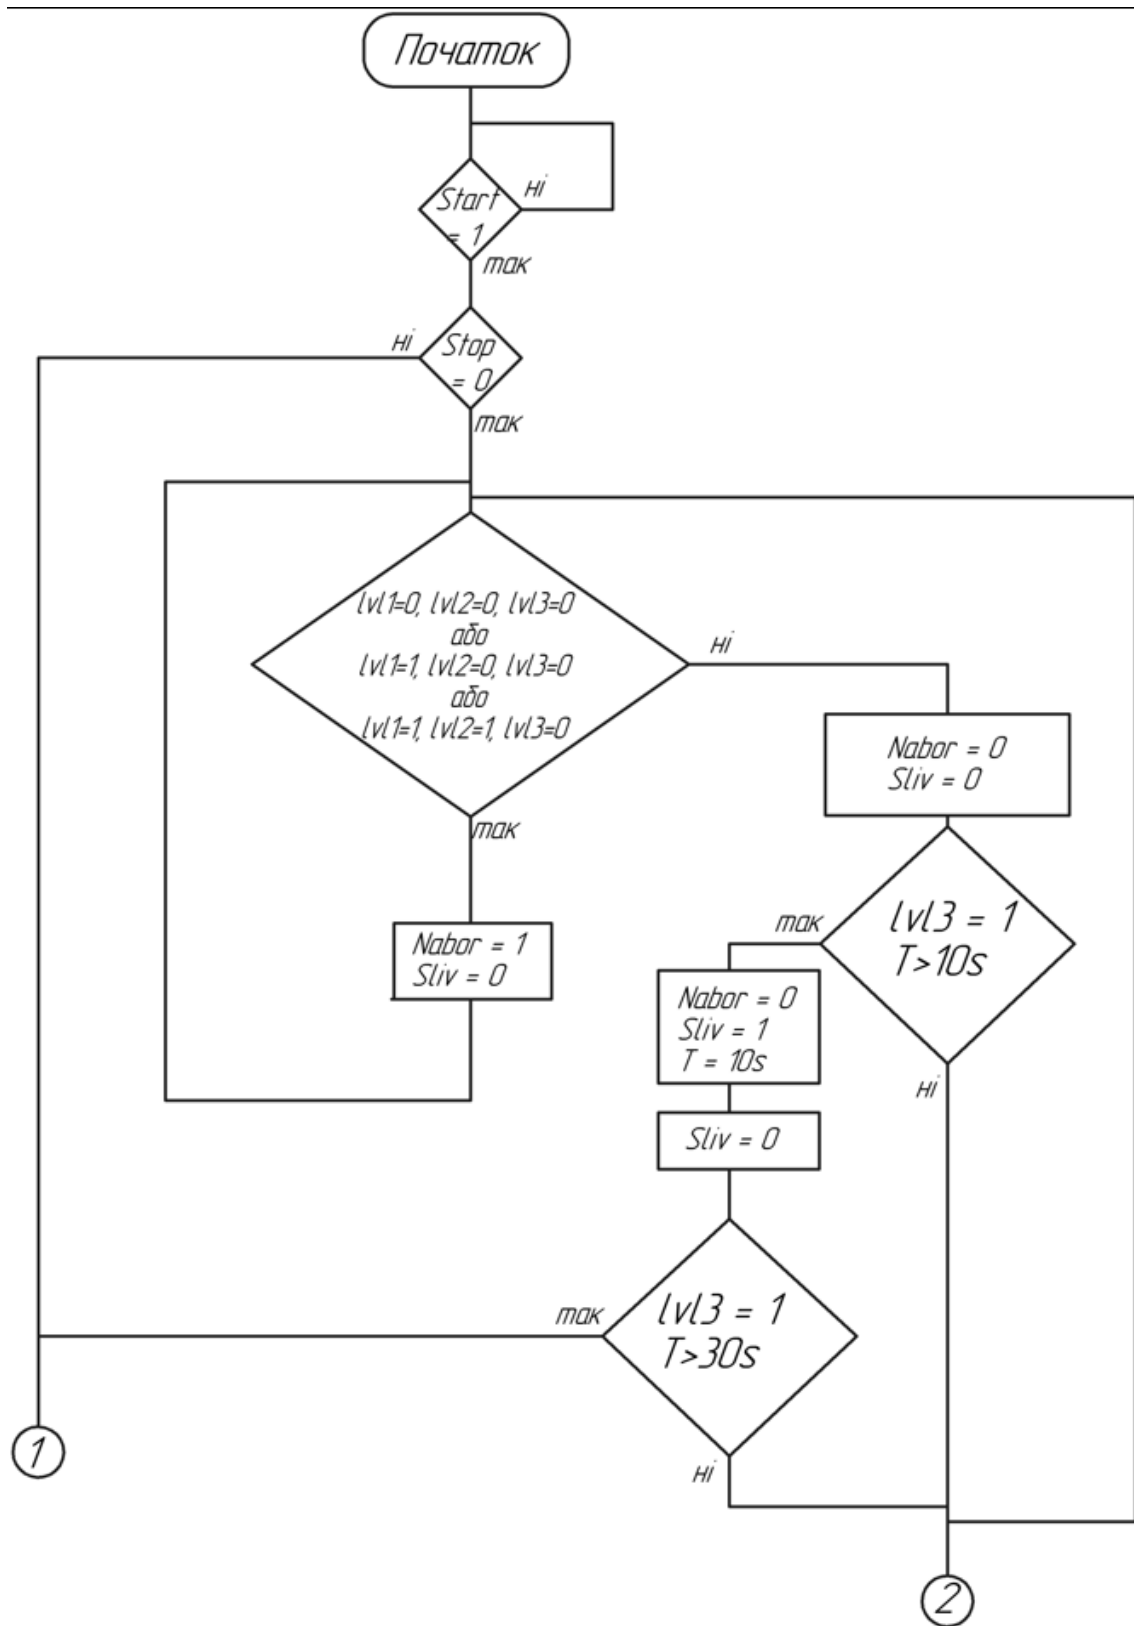 Початок
Start
= 1
ні
так
Stop
= 0
ні
так
lvl1=0, lvl2=0, lvl3=0
або
lvl1=1, lvl2=0, lvl3=0
або
lvl1=1, lvl2=1, lvl3=0
ні
так
Nabor = 0
Sliv = 0
Nabor = 1
Sliv = 0
lvl3 = 1
T>10s
так
ні
Nabor = 0
Sliv = 1
T = 10s
Sliv = 0
lvl3 = 1
T>30s
так
ні
1
2